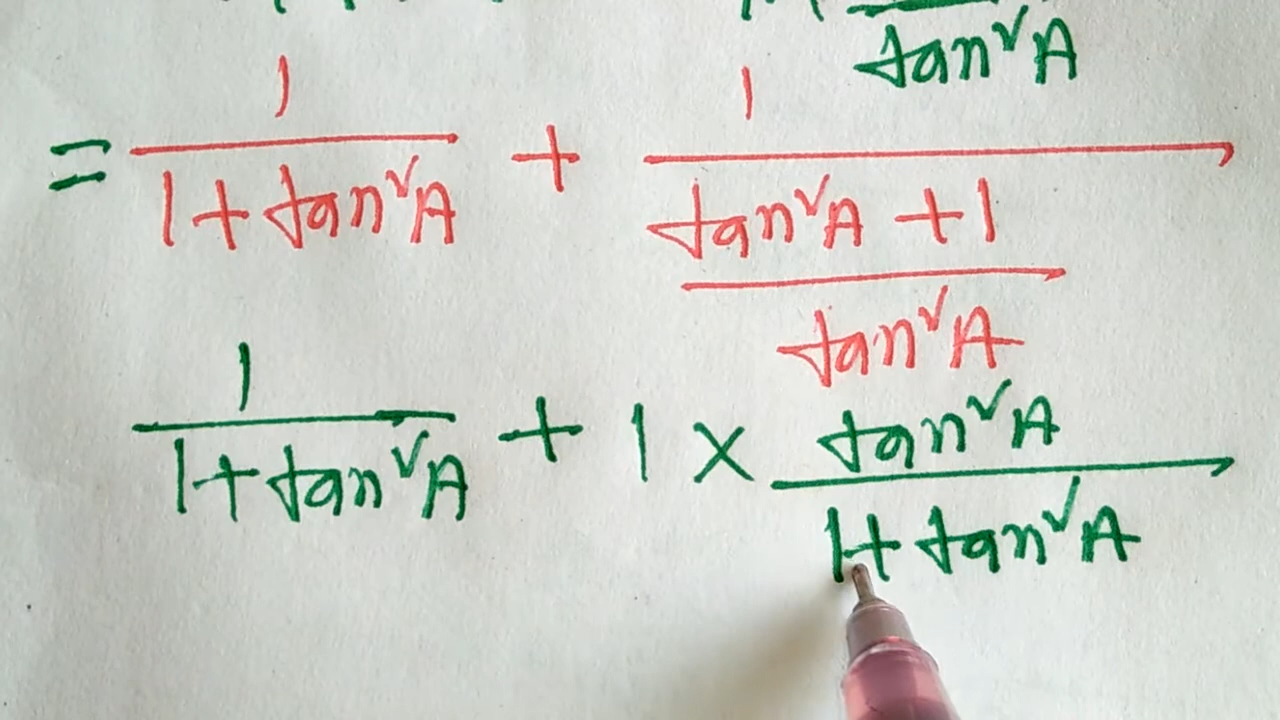 tan²A
= 1 / (1 + tan²A) + 1 / ((tan²A + 1) / tan²A)
1 / (1 + tan²A) + 1 × tan²A / (1 + tan²A)